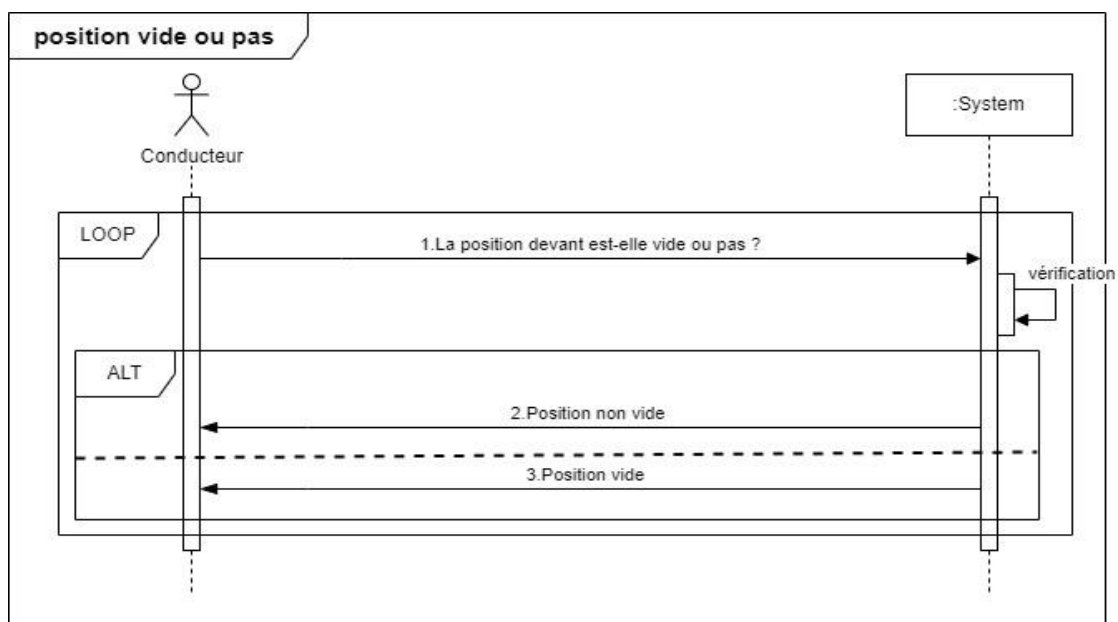 position vide ou pas
:System
Conducteur
LOOP
1.La position devant est-elle vide ou pas ?
vérification
ALT
2.Position non vide
3.Position vide